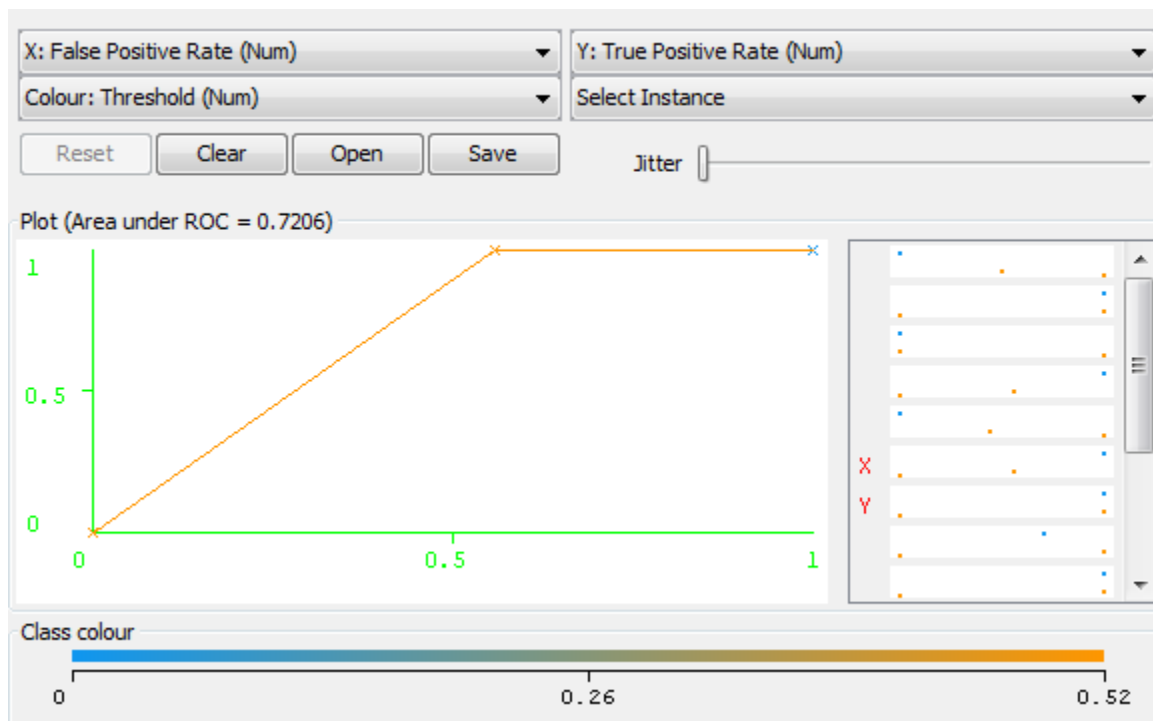 X: False Positive Rate (Num) Y: True Positive Rate (Num)
Colour: Threshold (Num) Select Instance
Reset Clear Open Save Jitter
Plot (Area under ROC = 0.7206)
1
0.5
0
0 0.5 1
X
Y
Class colour
0 0.26 0.52